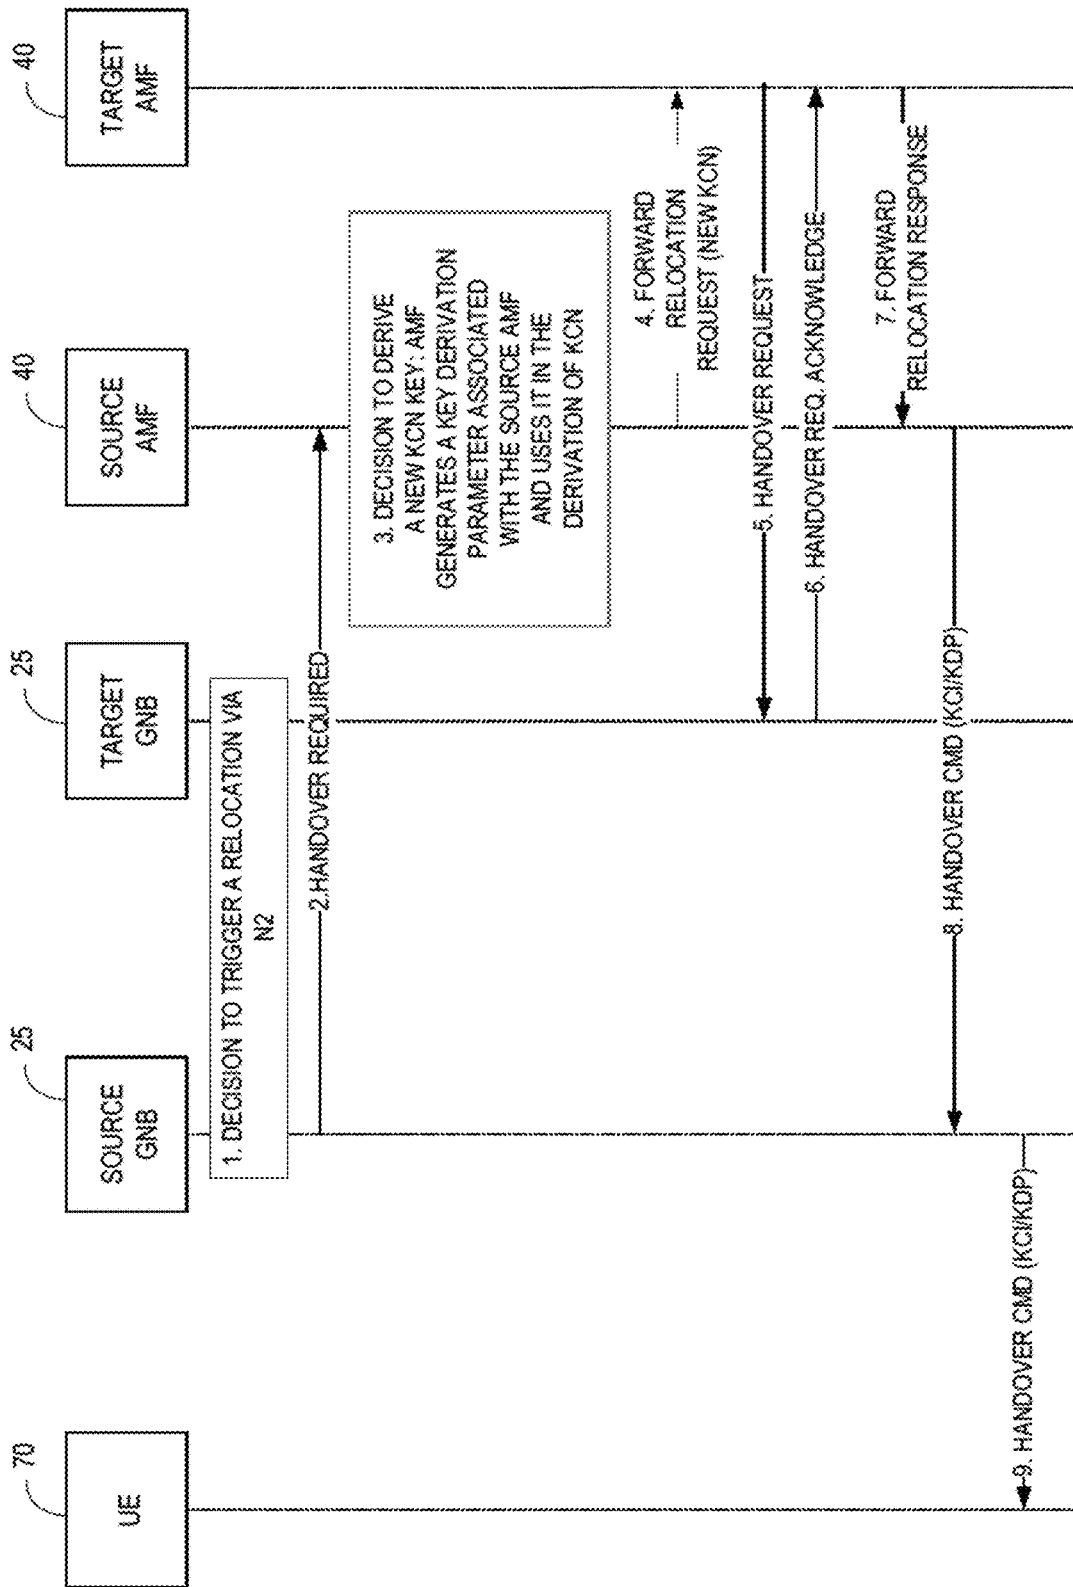 70
UE
25
SOURCE
GNB
25
TARGET
GNB
40
SOURCE
AMF
40
TARGET
AMF
1. DECISION TO TRIGGER A RELOCATION VIA
N2
2.HANDOVER REQUIRED
3. DECISION TO DERIVE
A NEW KCN KEY: AMF
GENERATES A KEY DERIVATION
PARAMETER ASSOCIATED
WITH THE SOURCE AMF
AND USES IT IN THE
DERIVATION OF KCN
4. FORWARD
RELOCATION
REQUEST (NEW KCN)
5. HANDOVER REQUEST
6. HANDOVER REQ. ACKNOWLEDGE
7. FORWARD
RELOCATION RESPONSE
8. HANDOVER CMD (KCI/KDP)
9. HANDOVER CMD (KCI/KDP)